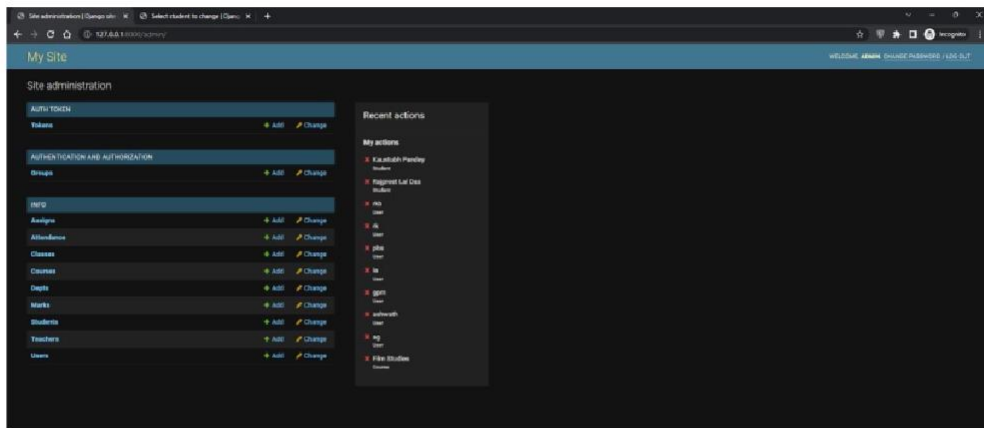 Site administration | Django site
Select student to change | Django
127.0.0.1:8000/admin/
Incognito
My Site
WELCOME, ADMIN. CHANGE PASSWORD / LOG OUT
Site administration
AUTH TOKEN
Tokens Add Change
AUTHENTICATION AND AUTHORIZATION
Groups Add Change
INFO
Assigns Add Change
Attendance Add Change
Classes Add Change
Courses Add Change
Depts Add Change
Marks Add Change
Students Add Change
Teachers Add Change
Users Add Change
Recent actions
My actions
Kaustubh Pandey
Student
Lal Das
Student
User
User
User
User
gpm
User
ashwath
User
sg
User
Film Studies
Course